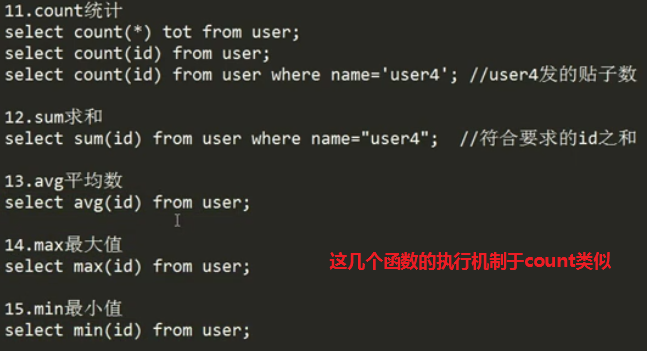 11.count统计
select count(*) tot from user;
select count(id) from user;
select count(id) from user where name='user4'; //user4发的贴子数
12.sum求和
select sum(id) from user where name="user4";  //符合要求的id之和
13.avg平均数
select avg(id) from user;
14.max最大值
select max(id) from user;
这几个函数的执行机制于count类似
15.min最小值
select min(id) from user;